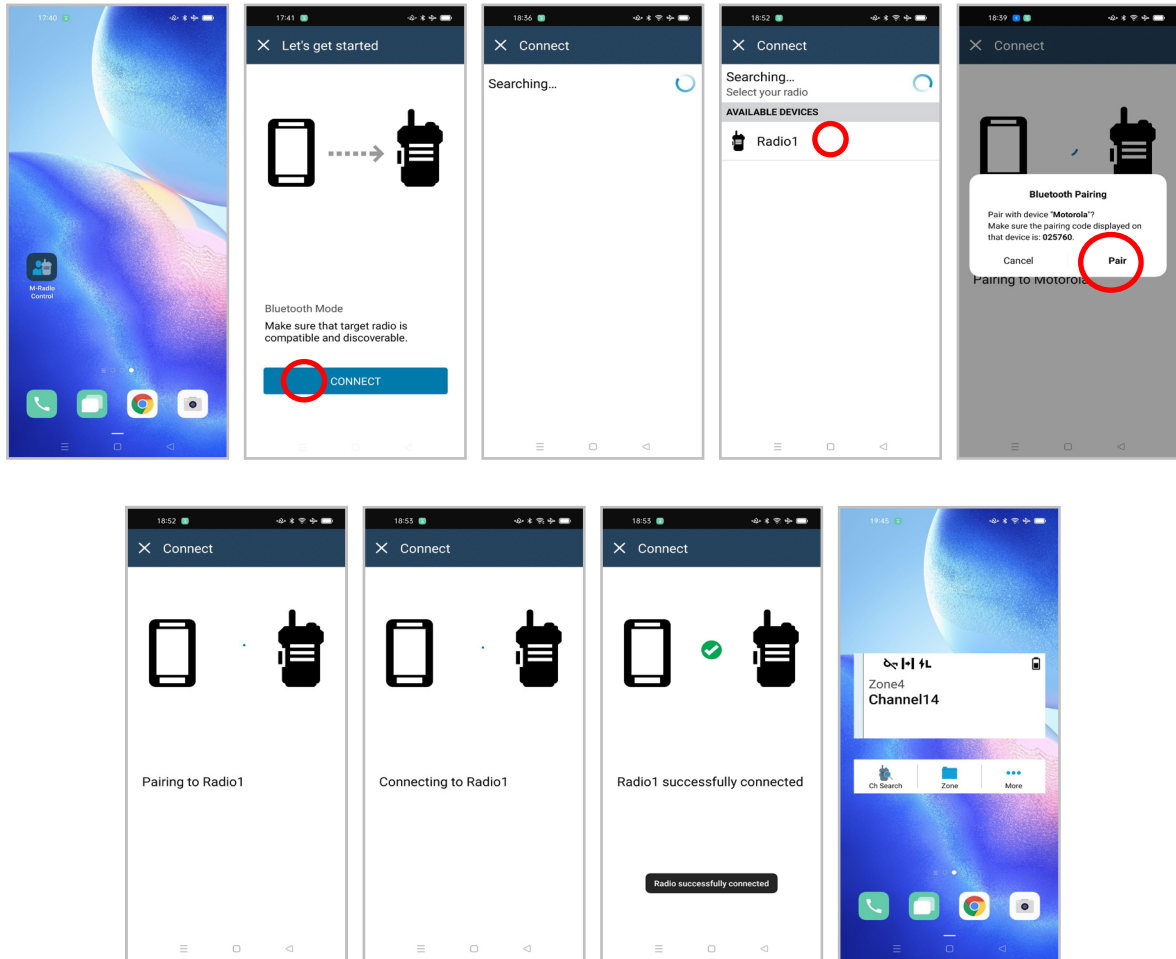 17:40
M-Radio
Control
17:41
Let's get started
Bluetooth Mode
Make sure that target radio is
compatible and discoverable.
CONNECT
18:36
Connect
Searching...
18:52
Connect
Searching...
Select your radio
AVAILABLE DEVICES
Radio1
18:39
Connect
Bluetooth Pairing
Pair with device "Motorola"?
Make sure the pairing code displayed on
that device is: 025760.
Cancel Pair
Pairing to Motorola
18:52
Connect
Pairing to Radio1
18:53
Connect
Connecting to Radio1
18:53
Connect
Radio1 successfully connected
Radio successfully connected
19:45
L
Zone4
Channel14
Ch Search Zone More